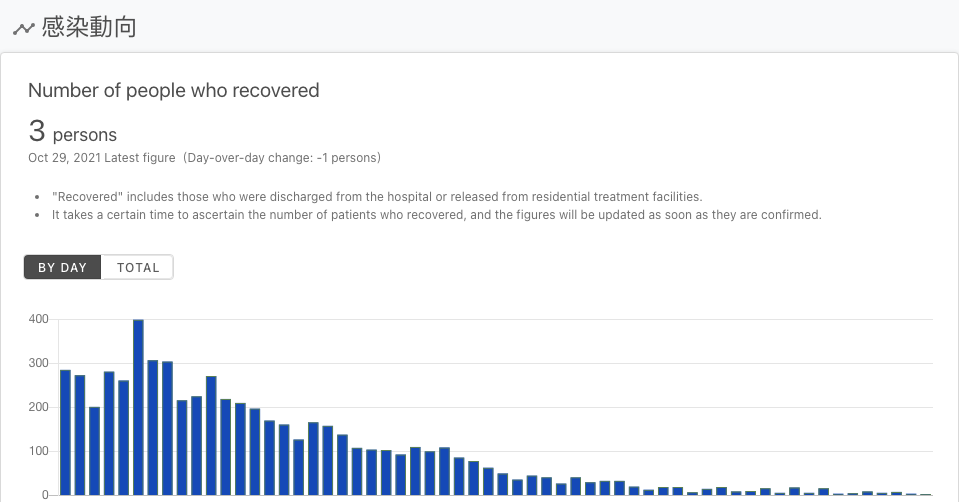 感染動向
Number of people who recovered
3 persons
Oct 29, 2021 Latest figure (Day-over-day change: -1 persons)
• "Recovered" includes those who were discharged from the hospital or released from residential treatment facilities.
• It takes a certain time to ascertain the number of patients who recovered, and the figures will be updated as soon as they are confirmed.
BY DAY TOTAL
400
300
200
100
0